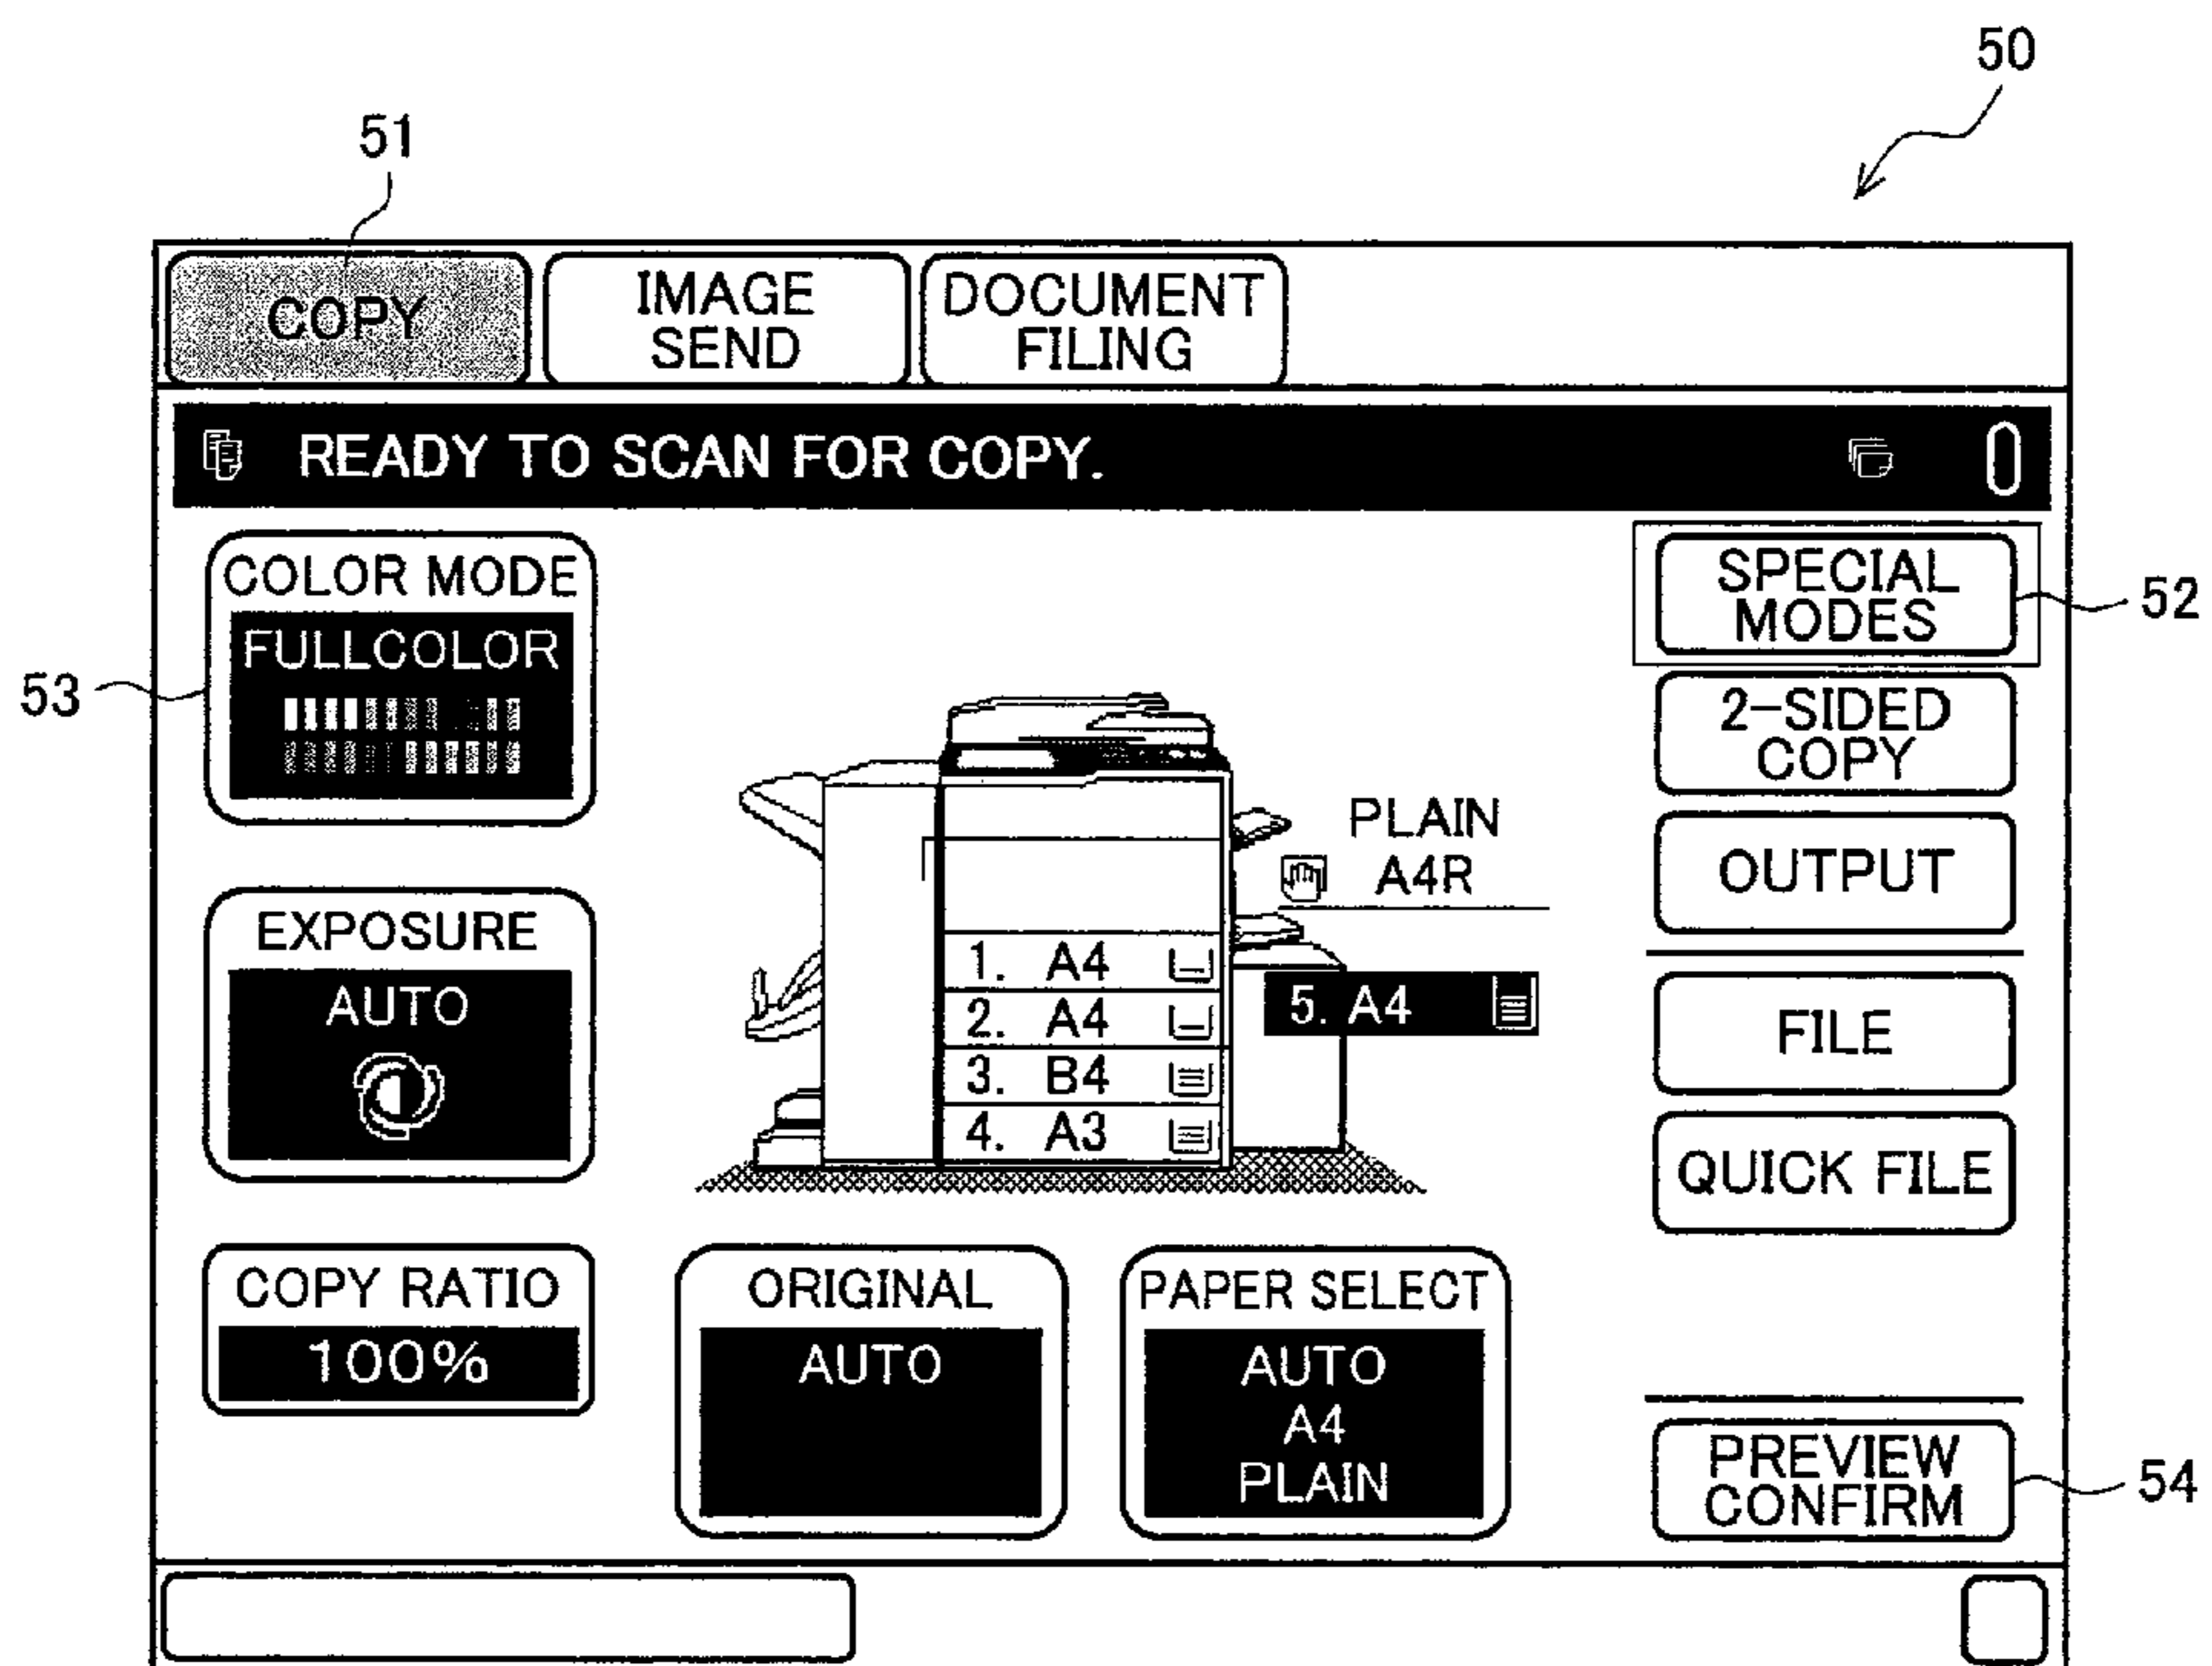 50
51
COPY
IMAGE
SEND
DOCUMENT
FILING
READY TO SCAN FOR COPY.
0
COLOR MODE
FULLCOLOR
53
SPECIAL
MODES
52
2-SIDED
COPY
PLAIN
A4R
OUTPUT
EXPOSURE
AUTO
1. A4
2. A4
3. B4
4. A3
5. A4
FILE
QUICK FILE
COPY RATIO
100%
ORIGINAL
AUTO
PAPER SELECT
AUTO
A4
PLAIN
PREVIEW
CONFIRM
54